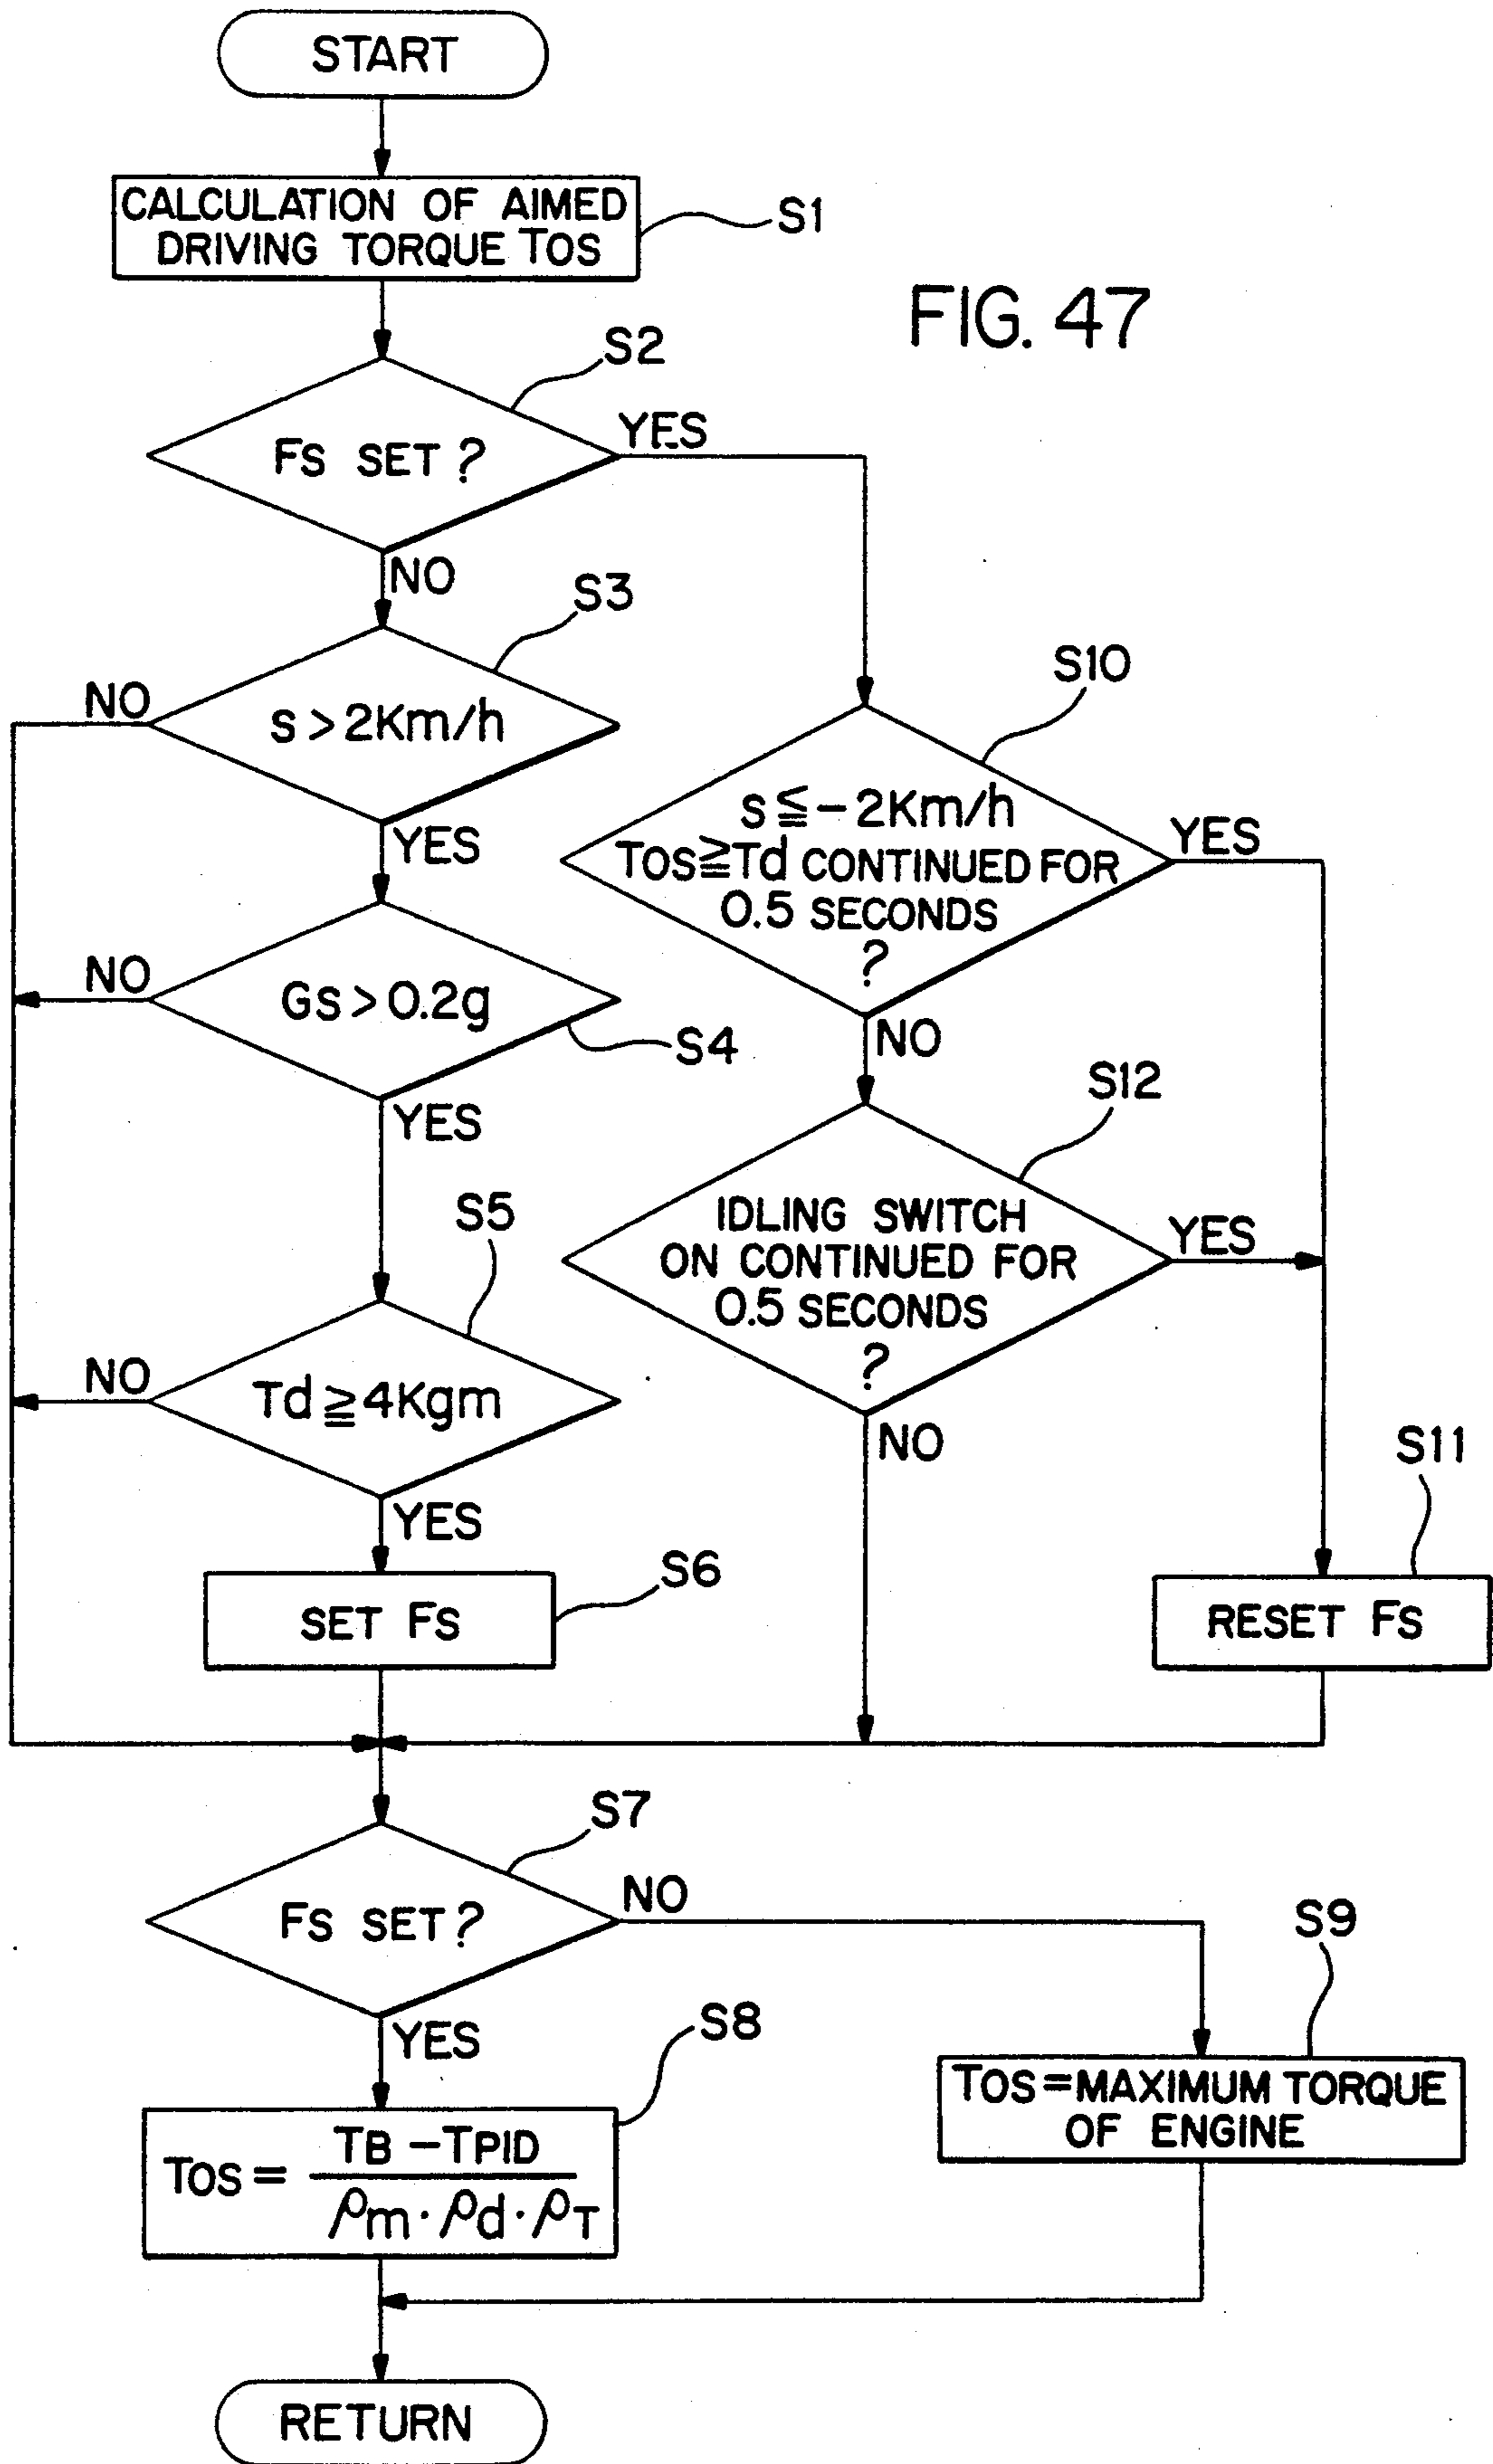 START
CALCULATION OF AIMED
DRIVING TORQUE TOS
S1
FIG. 47
S2
FS SET ?
YES
NO
S3
s > 2Km/h
NO
YES
S10
s ≦ - 2Km/h
TOS ≧ Td CONTINUED FOR
0.5 SECONDS
?
YES
NO
GS > 0.2g
NO
S4
YES
S12
IDLING SWITCH
ON CONTINUED FOR
0.5 SECONDS
?
YES
NO
S5
Td ≧ 4Kgm
NO
YES
S11
S6
SET FS
RESET FS
S7
FS SET ?
NO
YES
S9
S8
TOS = MAXIMUM TORQUE
OF ENGINE
TB - TPID
TOS =
ρm · ρd · ρT
RETURN